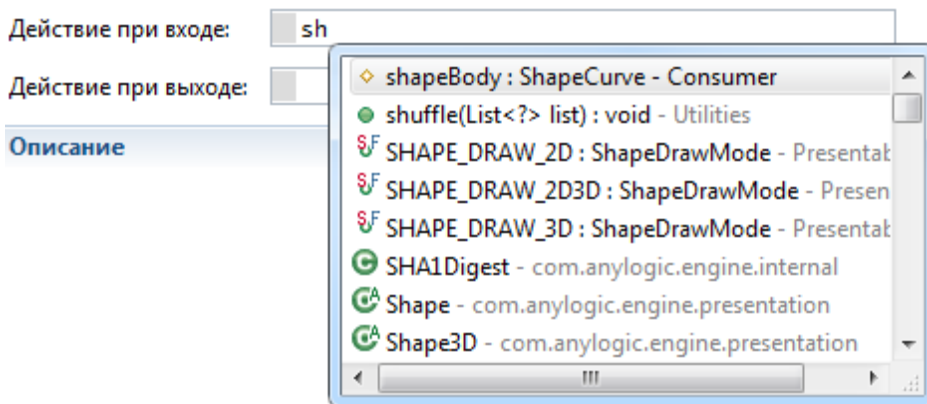 Действие при входе: sh
Действие при выходе:
Описание
shapeBody : ShapeCurve - Consumer
shuffle(List<?> list) : void - Utilities
SHAPE_DRAW_2D : ShapeDrawMode - Presentat
SHAPE_DRAW_2D3D : ShapeDrawMode - Presen
SHAPE_DRAW_3D : ShapeDrawMode - Presentat
SHA1Digest - com.anylogic.engine.internal
Shape - com.anylogic.engine.presentation
Shape3D - com.anylogic.engine.presentation